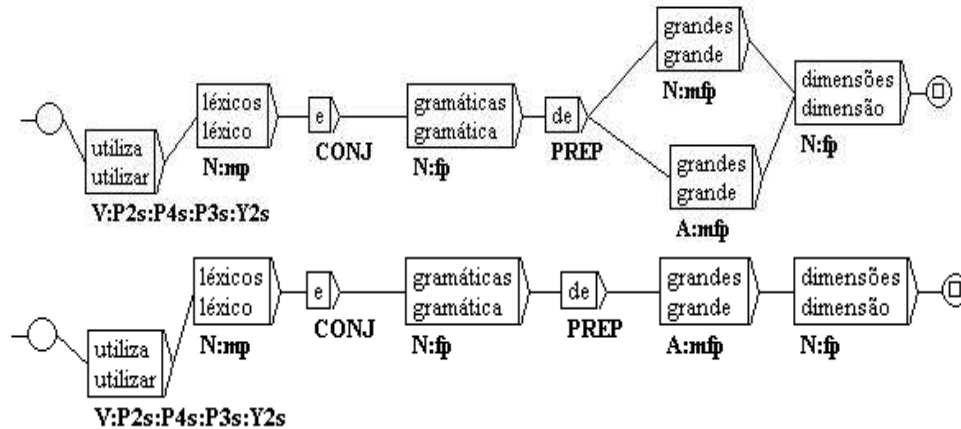 utiliza
utilizar
V:P2s:P4s:P3s:Y2s
léxicos
léxico
N:mp
e
CONJ
gramáticas
gramática
N:fp
de
PREP
grandes
grande
N:mfp
grandes
grande
A:mfp
dimensões
dimensão
N:fp
utiliza
utilizar
V:P2s:P4s:P3s:Y2s
léxicos
léxico
N:mp
e
CONJ
gramáticas
gramática
N:fp
de
PREP
grandes
grande
A:mfp
dimensões
dimensão
N:fp